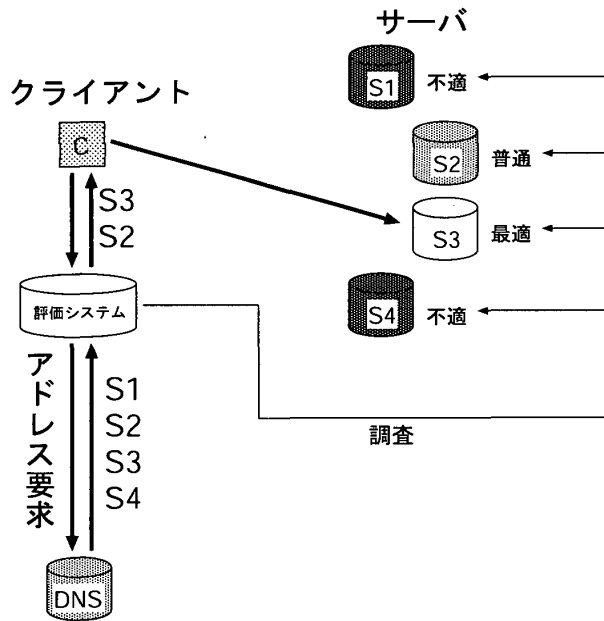 サーバ
S1 不適
クライアント
C
S2 普通
S3
S2
S3 最適
評価システム
S4 不適
アドレス要求
S1
S2
S3
S4
調査
DNS